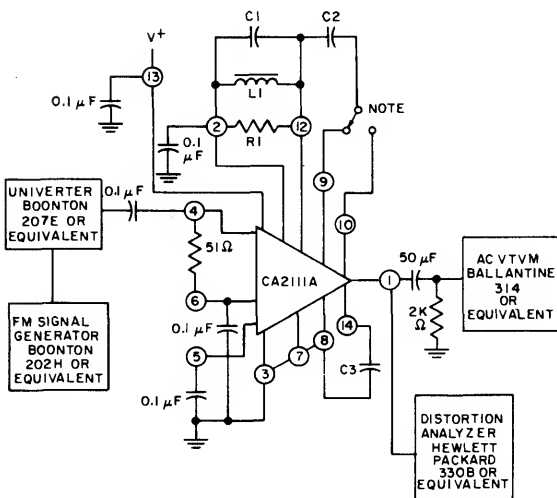 C1
C2
V+
13
0.1 μF
L1
NOTE
2
R1
12
0.1
μF
9
10
UNIVERTER
BOONTON
207E OR
EQUIVALENT
0.1 μF
4
51Ω
CA2111A
1
50 μF
AC VTVM
BALLANTINE
314
OR
EQUIVALENT
2K
Ω
FM SIGNAL
GENERATOR
BOONTON
202H OR
EQUIVALENT
6
0.1 μF
5
3
7
8
14
C3
0.1 μF
DISTORTION
ANALYZER
HEWLETT
PACKARD
330B OR
EQUIVALENT